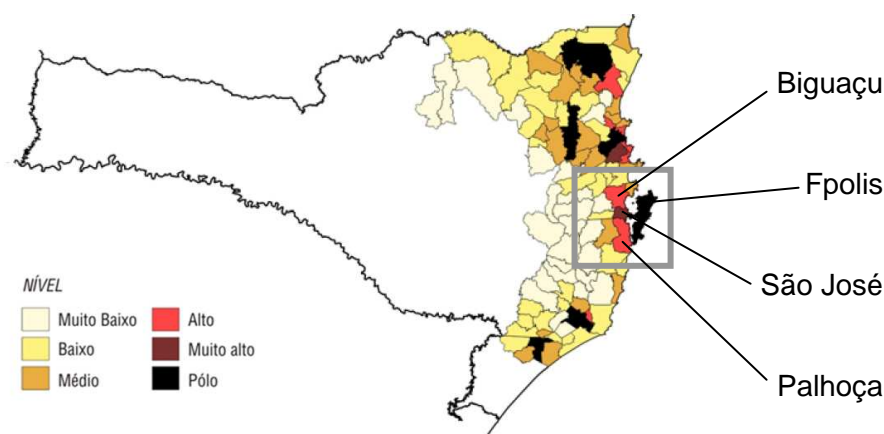 Biguaçu
Fpolis
São José
Palhoça
NÍVEL
Muito Baixo
Baixo
Médio
Alto
Muito alto
Pólo